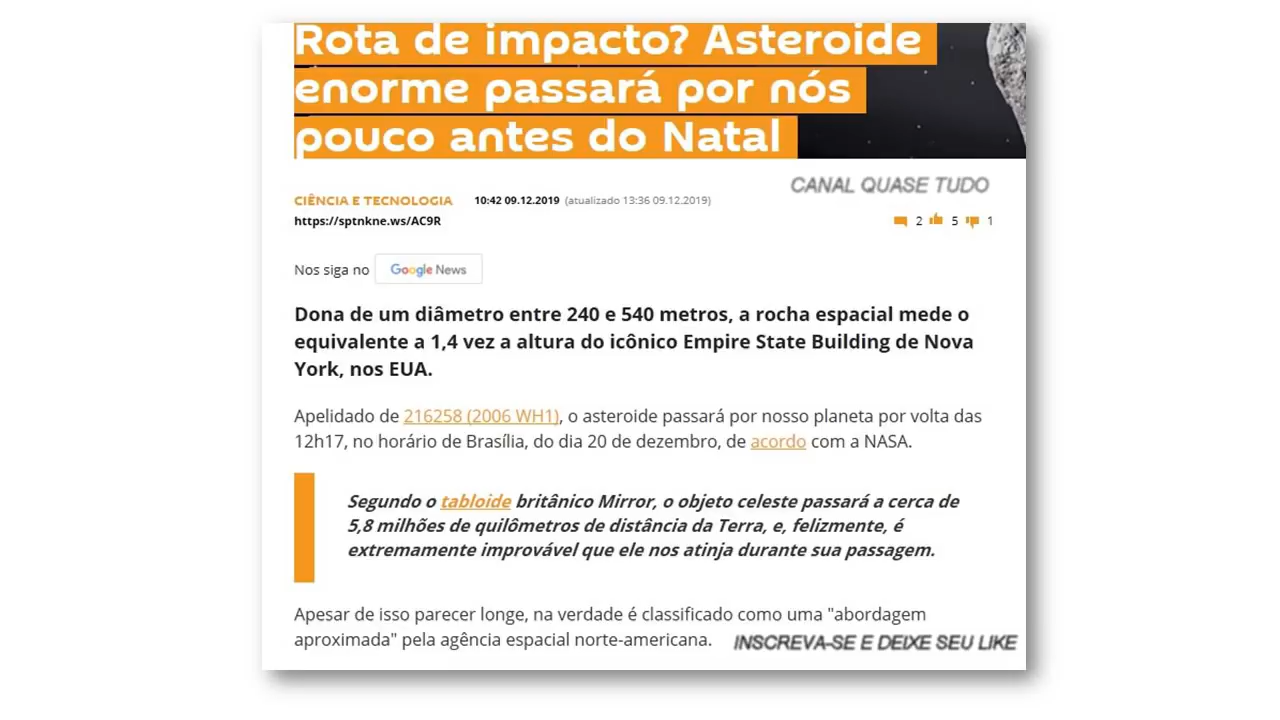 Rota de impacto? Asteroide
enorme passará por nós
pouco antes do Natal
CANAL QUASE TUDO
CIÊNCIA E TECNOLOGIA 10:42 09.12.2019 (atualizado 13:36 09.12.2019)
https://sptnkne.ws/AC9R 2 5 1
Nos siga no Google News
Dona de um diâmetro entre 240 e 540 metros, a rocha espacial mede o
equivalente a 1,4 vez a altura do icônico Empire State Building de Nova
York, nos EUA.
Apelidado de 216258 (2006 WH1), o asteroide passará por nosso planeta por volta das
12h17, no horário de Brasília, do dia 20 de dezembro, de acordo com a NASA.
Segundo o tabloide britânico Mirror, o objeto celeste passará a cerca de
5,8 milhões de quilômetros de distância da Terra, e, felizmente, é
extremamente improvável que ele nos atinja durante sua passagem.
Apesar de isso parecer longe, na verdade é classificado como uma "abordagem
aproximada" pela agência espacial norte-americana.
INSCREVA-SE E DEIXE SEU LIKE